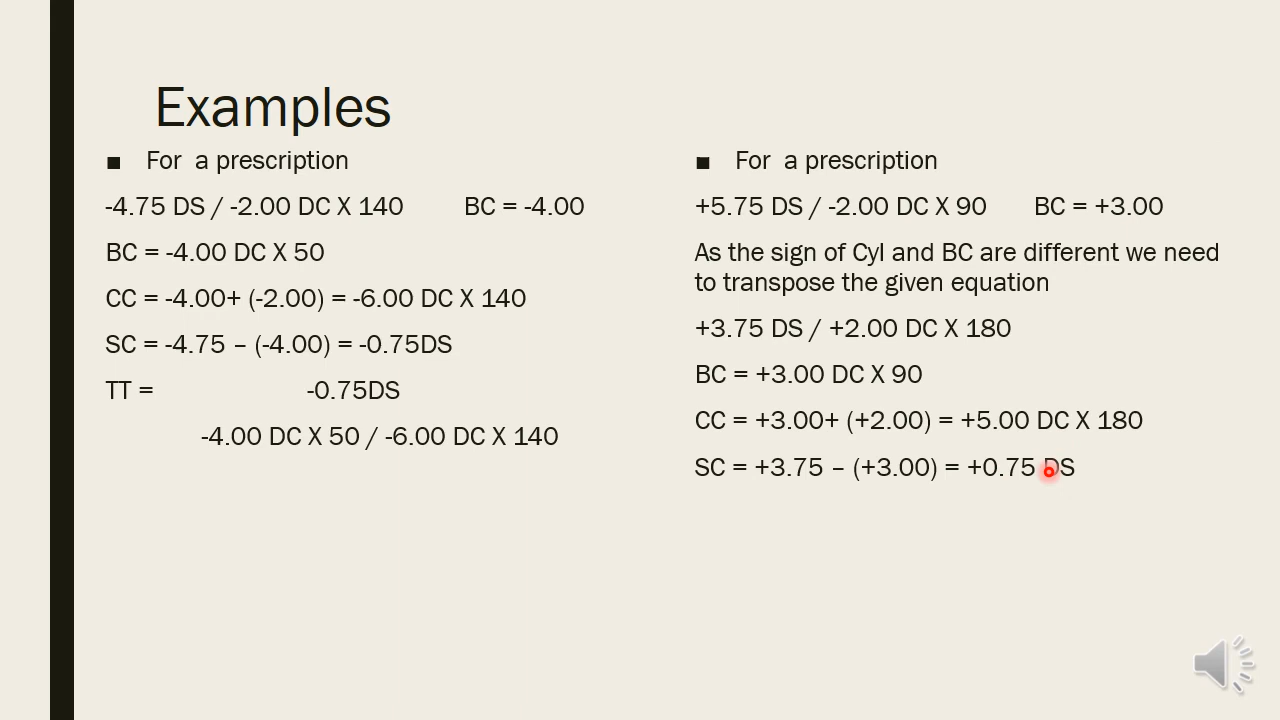 Examples
■ For a prescription
-4.75 DS / -2.00 DC X 140 BC = -4.00
BC = -4.00 DC X 50
CC = -4.00+ (-2.00) = -6.00 DC X 140
SC = -4.75 – (-4.00) = -0.75DS
TT = -0.75DS
-4.00 DC X 50 / -6.00 DC X 140
■ For a prescription
+5.75 DS / -2.00 DC X 90 BC = +3.00
As the sign of Cyl and BC are different we need
to transpose the given equation
+3.75 DS / +2.00 DC X 180
BC = +3.00 DC X 90
CC = +3.00+ (+2.00) = +5.00 DC X 180
SC = +3.75 – (+3.00) = +0.75 DS